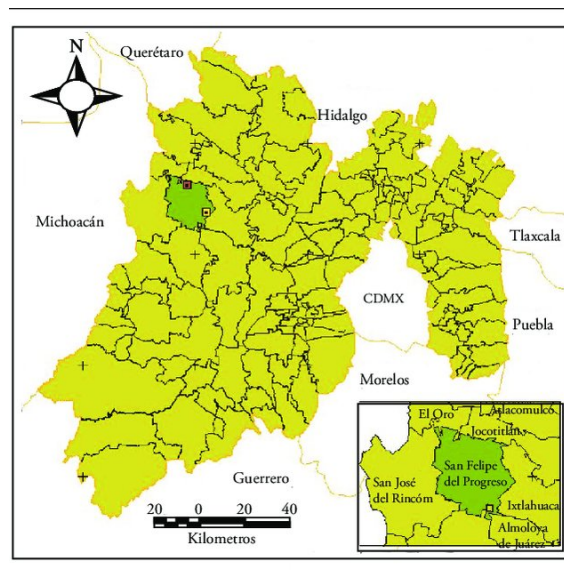 N
Querétaro
Hidalgo
Michoacán
Tlaxcala
CDMX
Puebla
Morelos
Guerrero
20 0 20 40
Kilometros
El Oro
Atlacomulco
Jocotitlán
San Felipe
del Progreso
San José
del Rincóm
Ixtlahuaca
Almoloya
de Juárez